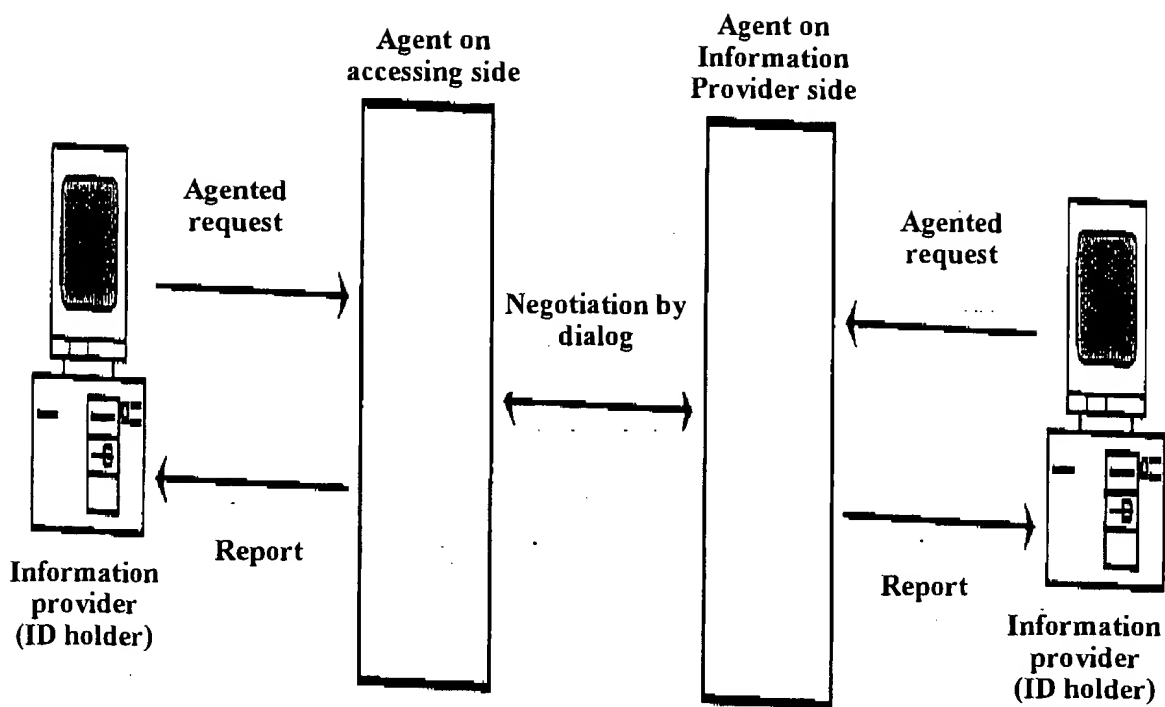 Agent on
accessing side
Agent on
Information
Provider side
Agented
request
Agented
request
Negotiation by
dialog
Report
Report
Information
provider
(ID holder)
Information
provider
(ID holder)